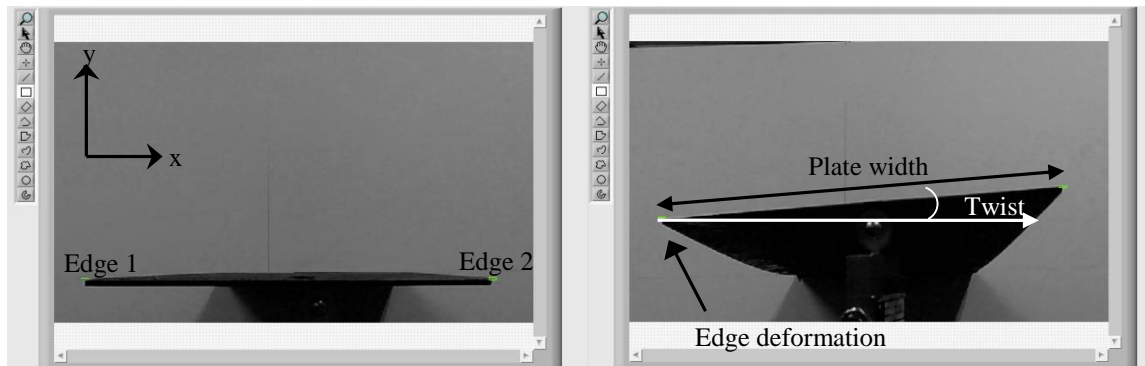 y
x
Edge 1
Edge 2
Plate width
Twist
Edge deformation